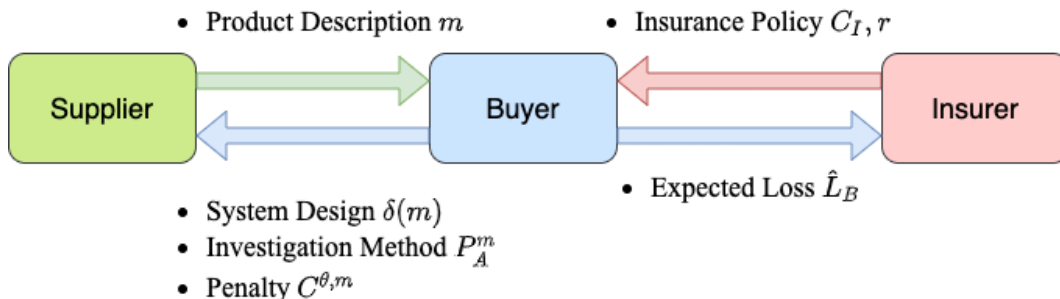 • Product Description m
• Insurance Policy C_I, r
Supplier
Buyer
Insurer
• Expected Loss L̂_B
• System Design δ(m)
• Investigation Method P_A^m
• Penalty C^{θ,m}